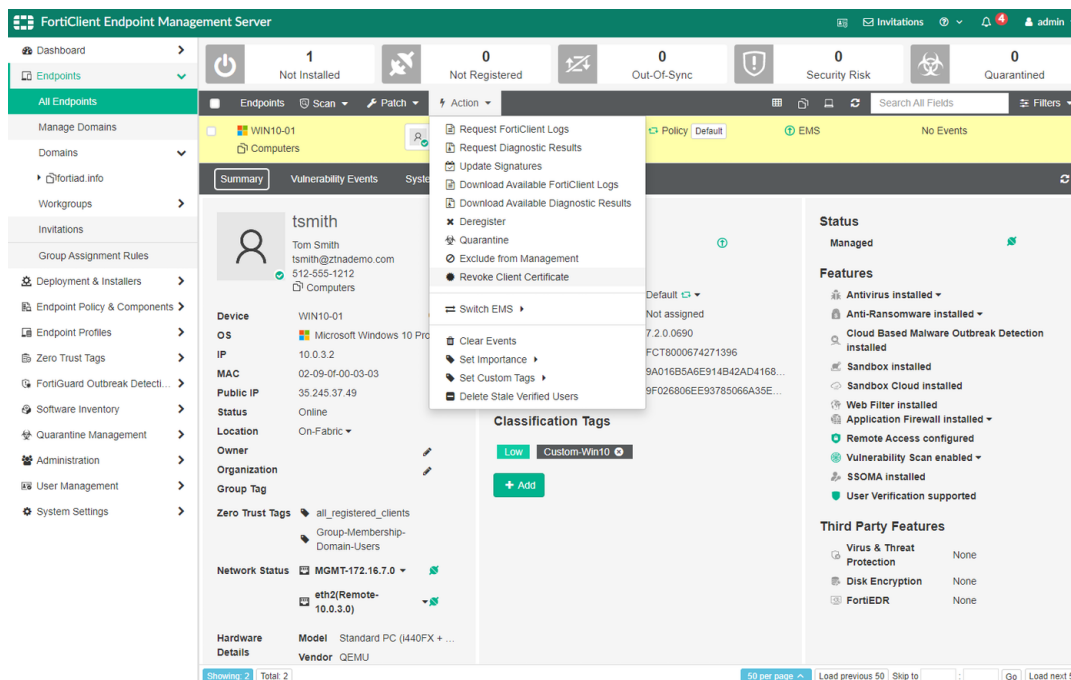 FortiClient Endpoint Management Server
Invitations
4
admin
Dashboard
Endpoints
All Endpoints
Manage Domains
Domains
fortiad.info
Workgroups
Invitations
Group Assignment Rules
Deployment & Installers
Endpoint Policy & Components
Endpoint Profiles
Zero Trust Tags
FortiGuard Outbreak Detecti...
Software Inventory
Quarantine Management
Administration
User Management
System Settings
1
Not Installed
0
Not Registered
0
Out-Of-Sync
0
Security Risk
0
Quarantined
Endpoints Scan Patch Action Search All Fields Filters
WIN10-01
Computers
Policy Default
EMS
No Events
Summary Vulnerability Events
Request FortiClient Logs
Request Diagnostic Results
Update Signatures
Download Available FortiClient Logs
Download Available Diagnostic Results
Deregister
Quarantine
Exclude from Management
Revoke Client Certificate
Switch EMS
Clear Events
Set Importance
Set Custom Tags
Delete Stale Verified Users
tsmith
Tom Smith
tsmith@ztnademo.com
512-555-1212
Computers
Device WIN10-01
OS Microsoft Windows 10 Pro
IP 10.0.3.2
MAC 02-09-0f-00-03-03
Public IP 35.245.37.49
Status Online
Location On-Fabric
Owner
Organization
Group Tag
Zero Trust Tags all_registered_clients
Group-Membership-
Domain-Users
Network Status MGMT-172.16.7.0
eth2(Remote-
10.0.3.0)
Hardware
Details
Model Standard PC (i440FX + ...
Vendor QEMU
Default
Not assigned
7.2.0.0690
FCT8000674271396
9A016B5A6E914B42AD4168...
9F026806EE93785066A35E...
Classification Tags
Low Custom-Win10
+ Add
Status
Managed
Features
Antivirus installed
Anti-Ransomware installed
Cloud Based Malware Outbreak Detection
installed
Sandbox installed
Sandbox Cloud installed
Web Filter installed
Application Firewall installed
Remote Access configured
Vulnerability Scan enabled
SSOMA installed
User Verification supported
Third Party Features
Virus & Threat
Protection
None
Disk Encryption None
FortiEDR None
Showing: 2 Total: 2
50 per page Load previous 50 Skip to : Go Load next